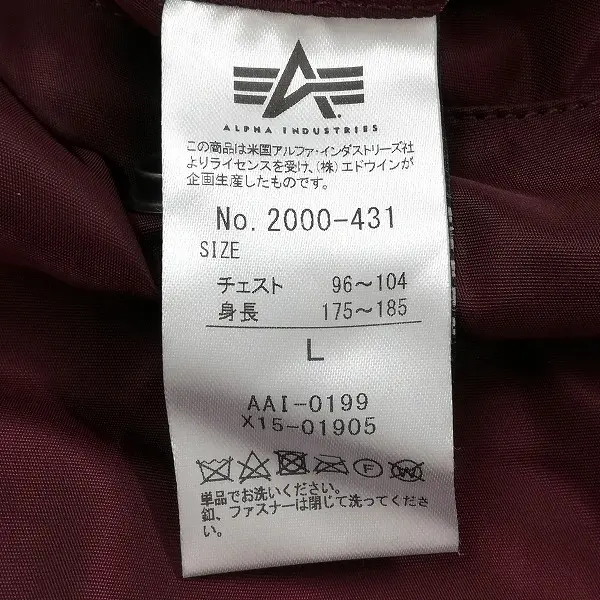 ALPHA INDUSTRIES
この商品は米国アルファ・インダストリーズ社
よりライセンスを受け、(株)エドウインが
企画生産したものです。
No. 2000-431
SIZE
チェスト 96～104
身長 175～185
L
AAI-0199
X15-01905
F W
単品でお洗いください。
釦、ファスナーは閉じて洗ってくださ
い。